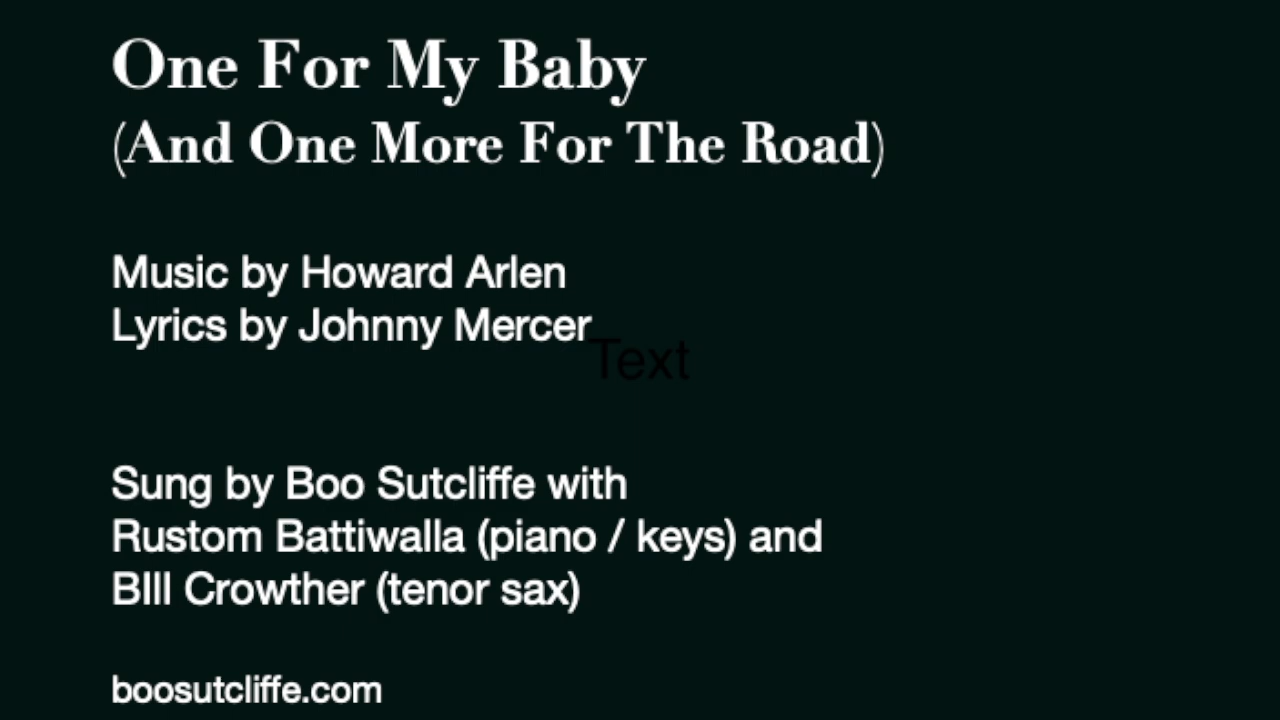 One For My Baby
(And One More For The Road)
Music by Howard Arlen
Lyrics by Johnny Mercer
Text
Sung by Boo Sutcliffe with
Rustom Battiwalla (piano / keys) and
BIll Crowther (tenor sax)
boosutcliffe.com